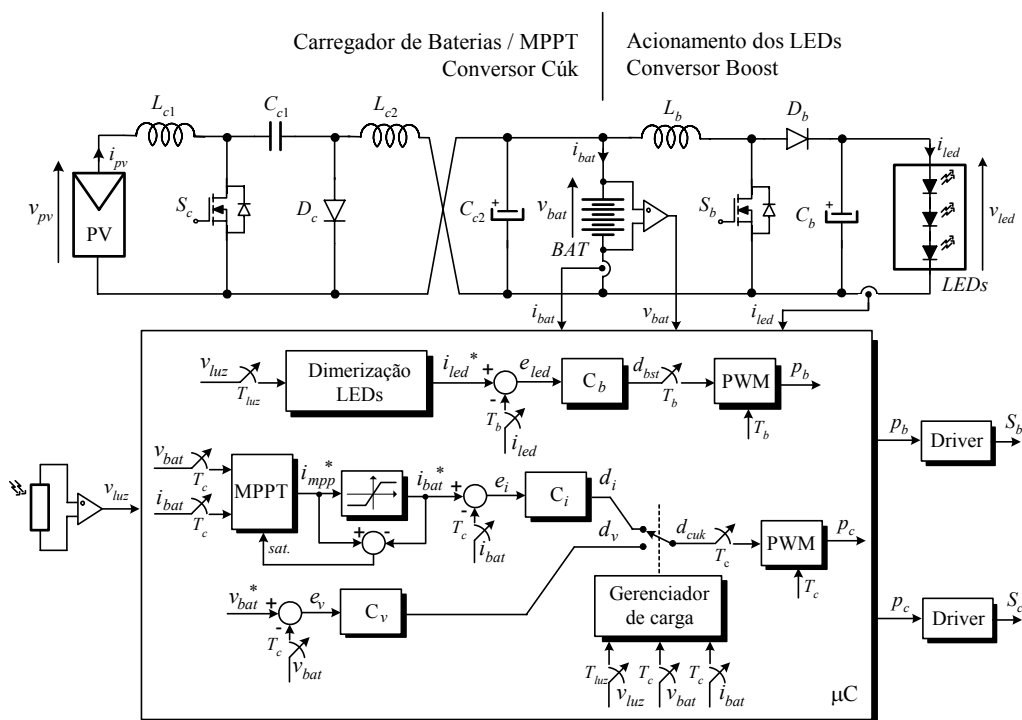 Carregador de Baterias / MPPT
Conversor Cúk
Acionamento dos LEDs
Conversor Boost
L_c1
C_c1
L_c2
L_b
D_b
i_pv
v_pv
PV
S_c
D_c
C_c2
i_bat
v_bat
BAT
S_b
C_b
i_led
v_led
LEDs
i_bat
v_bat
i_led
v_luz
T_luz
Dimerização
LEDs
i_led*
+
-
e_led
T_b
i_led
C_b
d_bst
T_b
PWM
T_b
p_b
p_b
Driver
S_b
v_luz
v_bat
T_c
i_bat
T_c
MPPT
sat.
i_mpp*
+
-
i_bat*
+
-
T_c
i_bat
e_i
C_i
d_i
d_v
d_cuk
T_c
PWM
T_c
p_c
v_bat*
+
-
e_v
T_c
v_bat
C_v
Gerenciador
de carga
T_luz
v_luz
T_c
v_bat
T_c
i_bat
p_c
Driver
S_c
μC